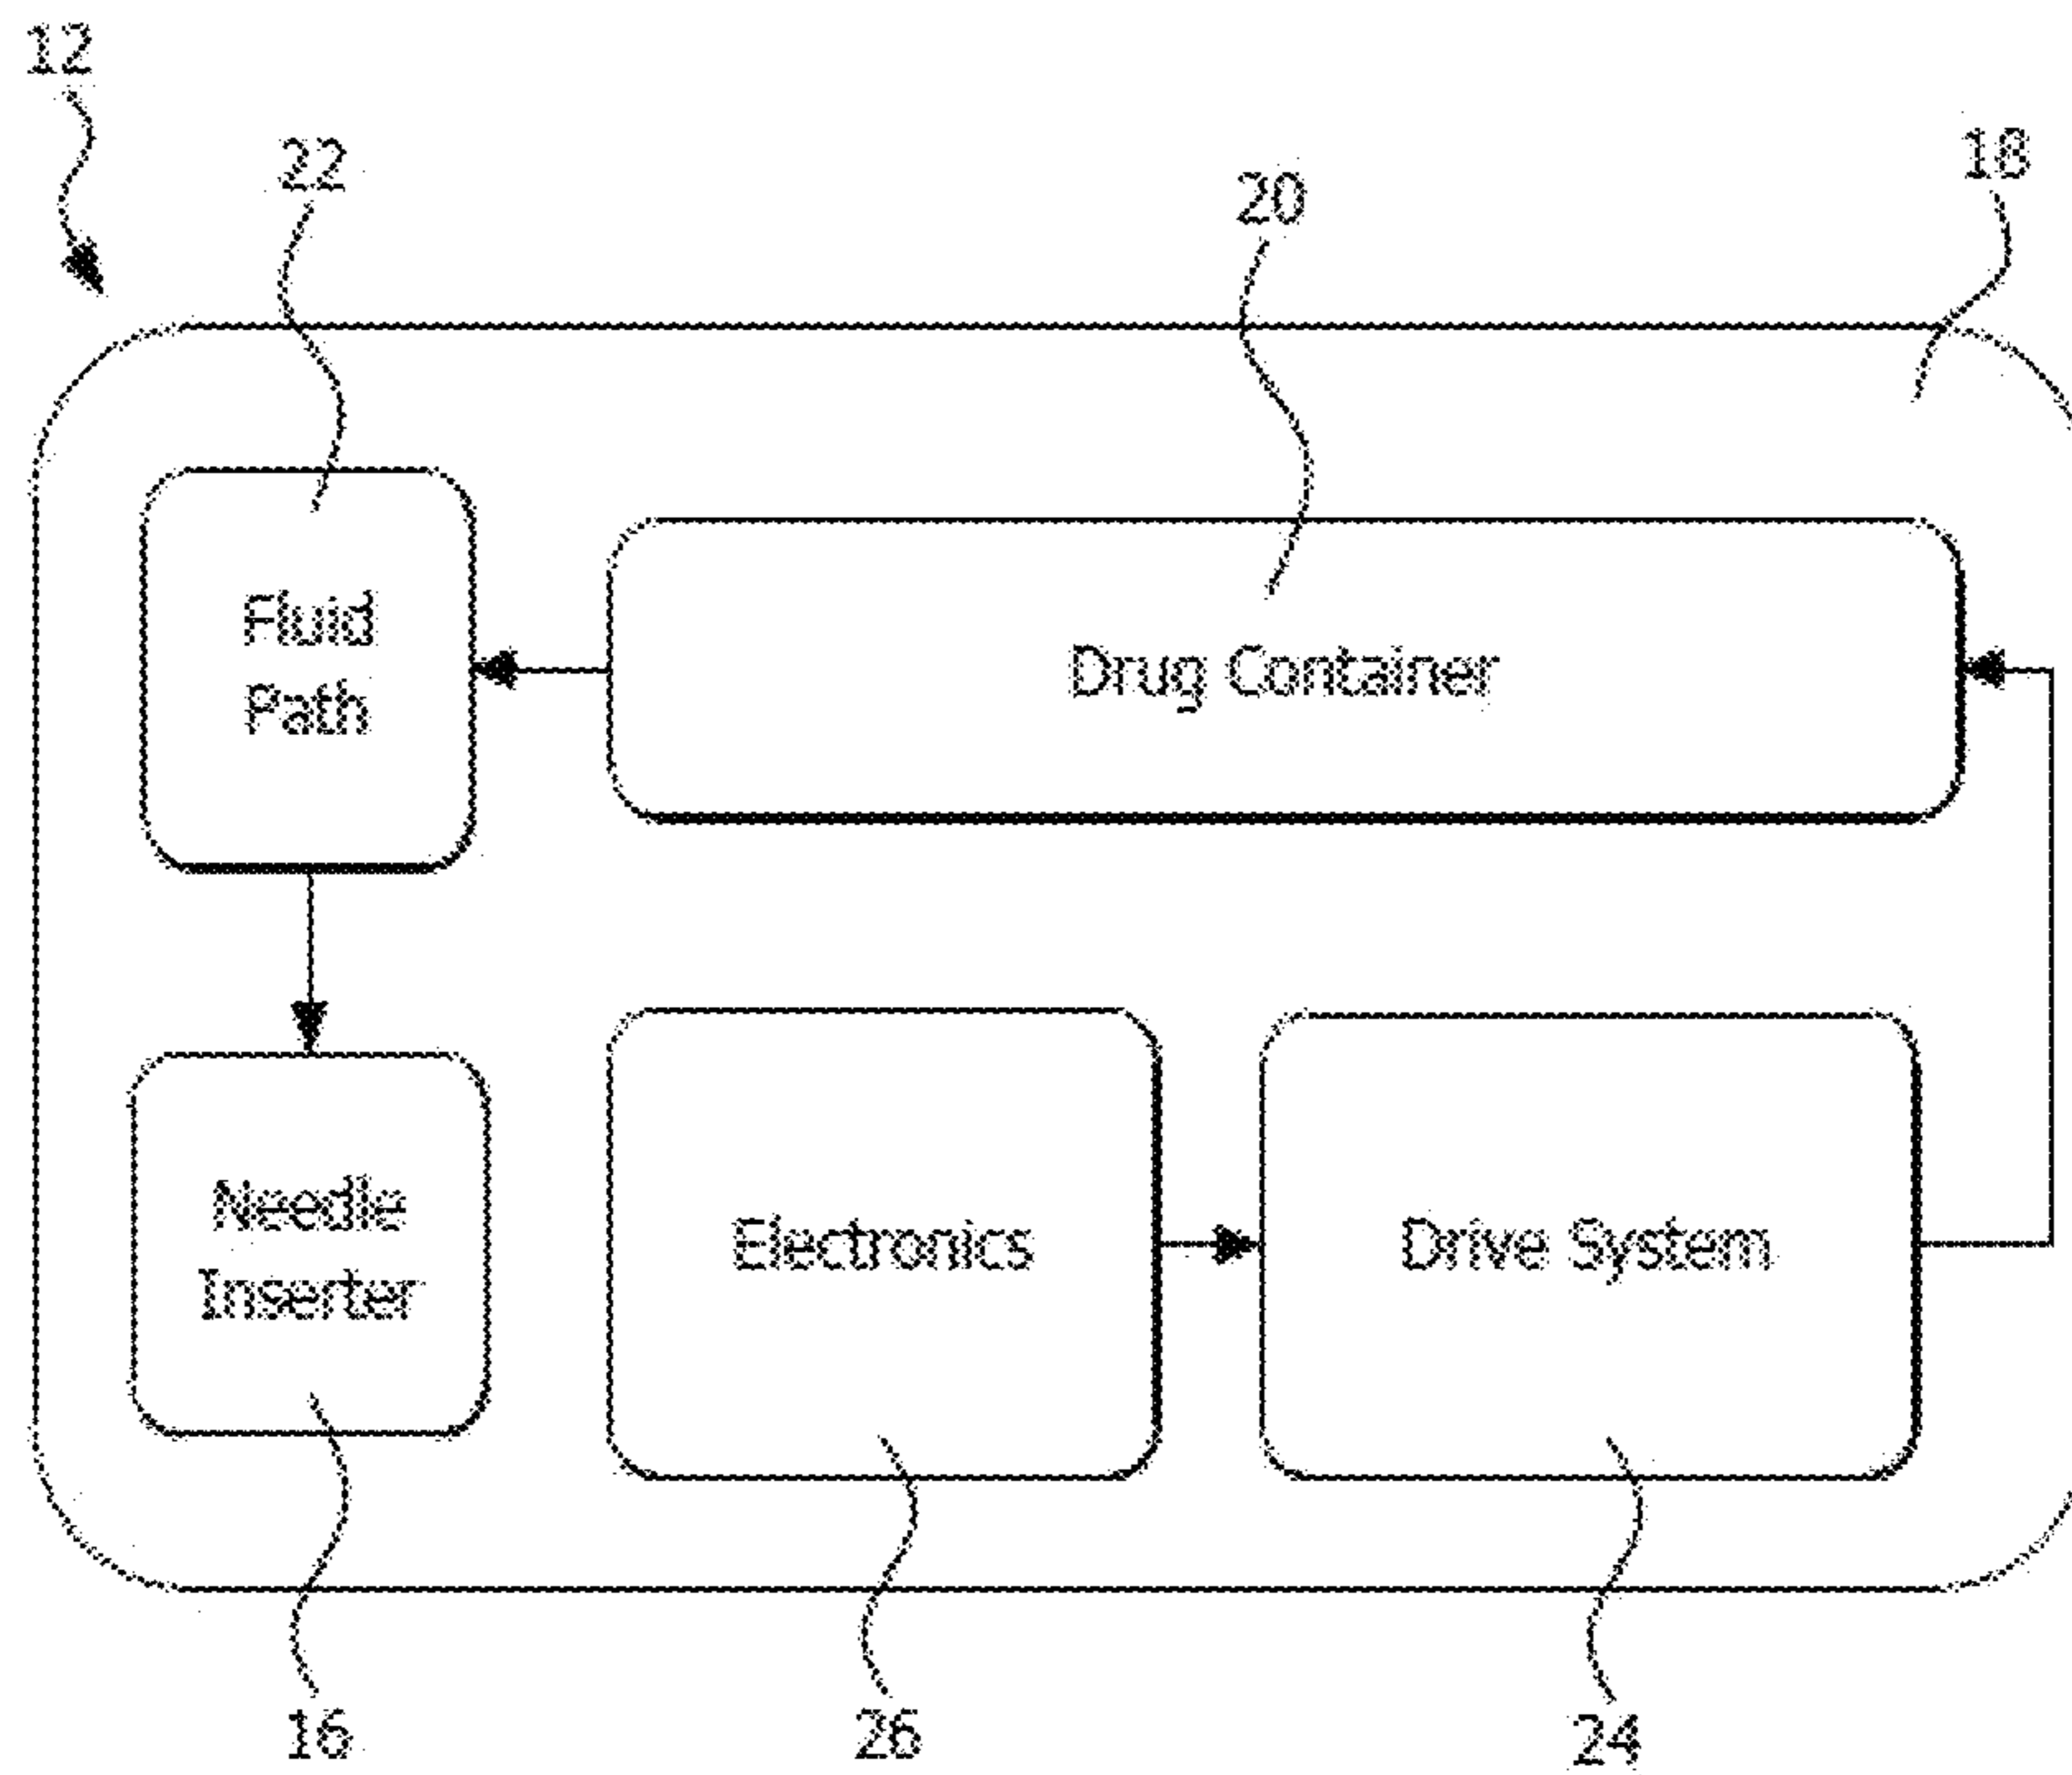 12
22
20
18
Fluid
Path
Drug Container
Needle
Inserter
Electronics
Drive System
16
26
24